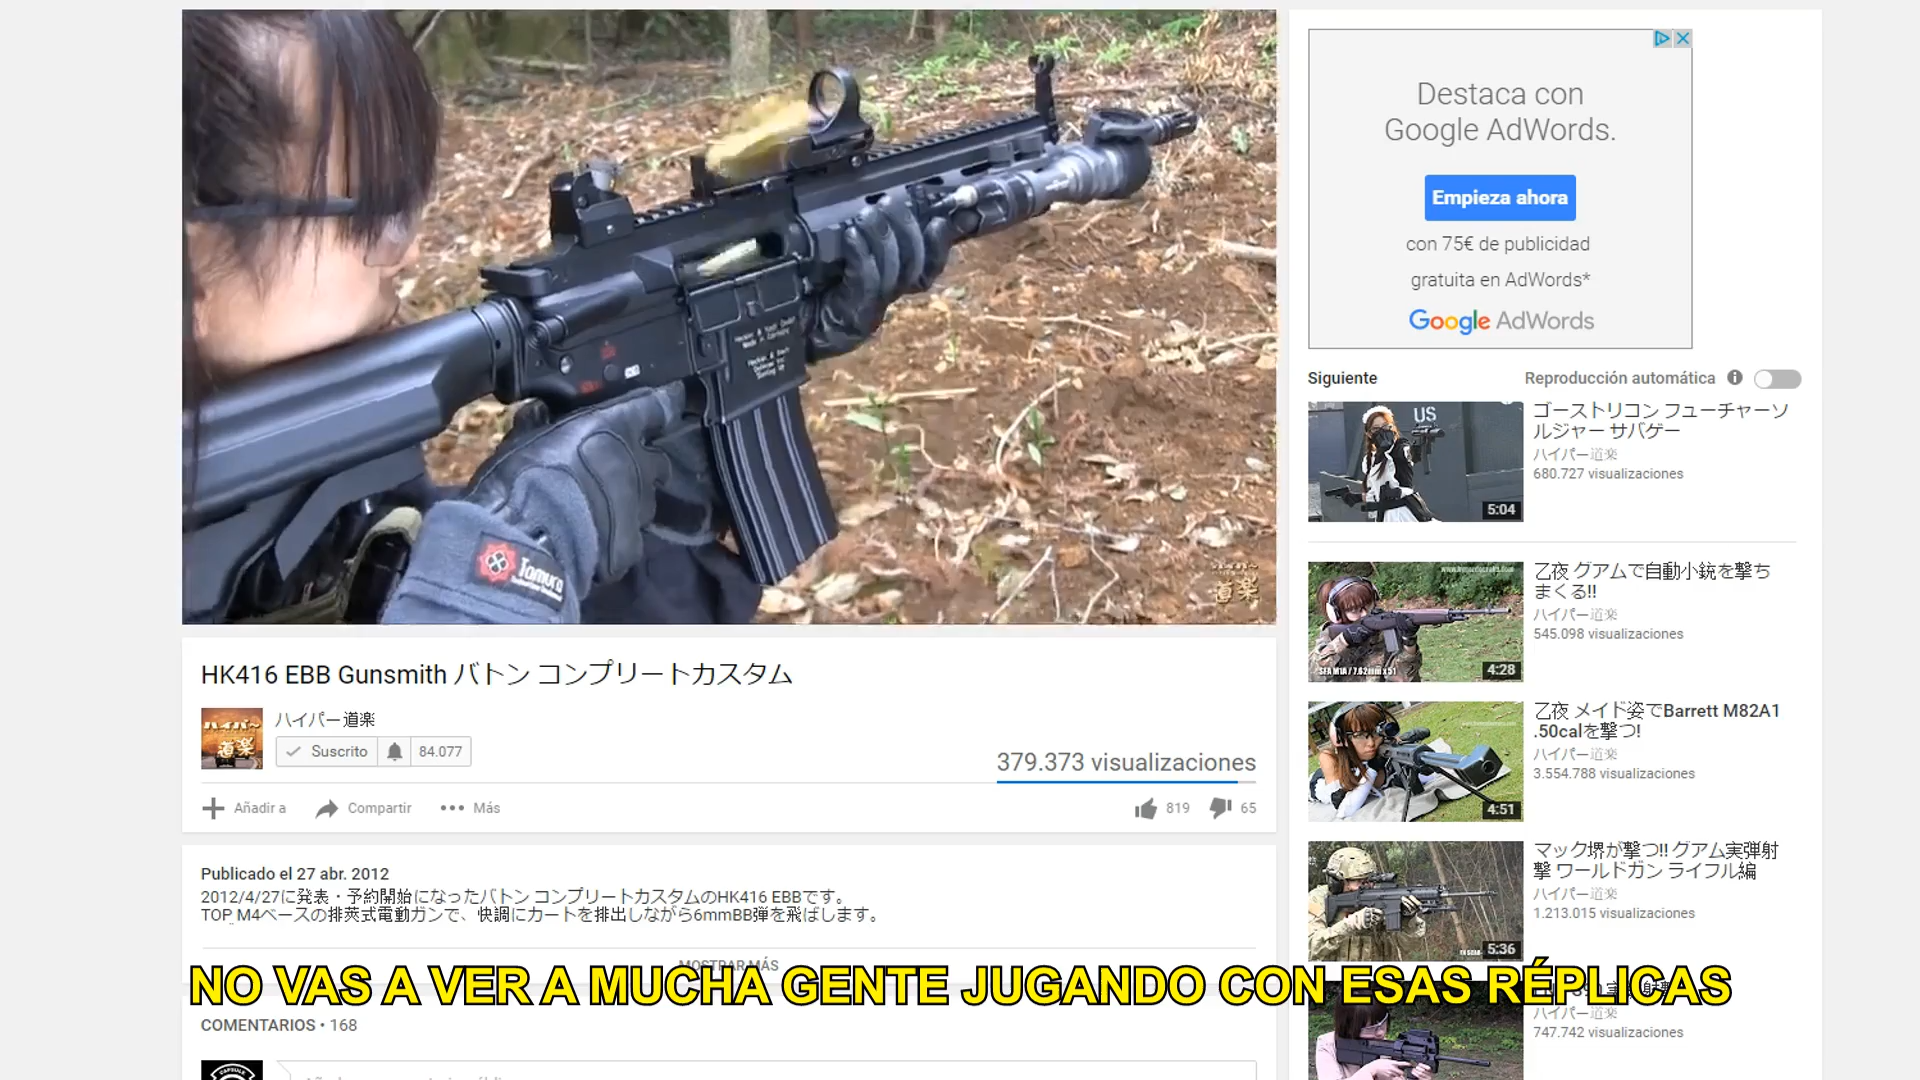 Tamura
道楽
HK416 EBB Gunsmith バトン コンプリートカスタム
ハイパー道楽
Suscrito
84.077
379.373 visualizaciones
Añadir a
Compartir
Más
819
65
Publicado el 27 abr. 2012
2012/4/27に発表・予約開始になったバトン コンプリートカスタムのHK416 EBBです。
TOP M4ベースの排莢式電動ガンで、快調にカートを排出しながら6mmBB弾を飛ばします。
MOSTRAR MÁS
NO VAS A VER A MUCHA GENTE JUGANDO CON ESAS RÉPLICAS
COMENTARIOS • 168
Destaca con
Google AdWords.
Empieza ahora
con 75€ de publicidad
gratuita en AdWords*
Google AdWords
Siguiente
Reproducción automática
US
5:04
ゴーストリコン フューチャーソ
ルジャー サバゲー
ハイパー道楽
680.727 visualizaciones
4:28
乙夜 グアムで自動小銃を撃ち
まくる!!
ハイパー道楽
545.098 visualizaciones
4:51
乙夜 メイド姿でBarrett M82A1
.50calを撃つ!
ハイパー道楽
3.554.788 visualizaciones
5:36
マック堺が撃つ!! グアム実弾射
撃 ワールドガン ライフル編
ハイパー道楽
1.213.015 visualizaciones
ハイパー道楽
747.742 visualizaciones